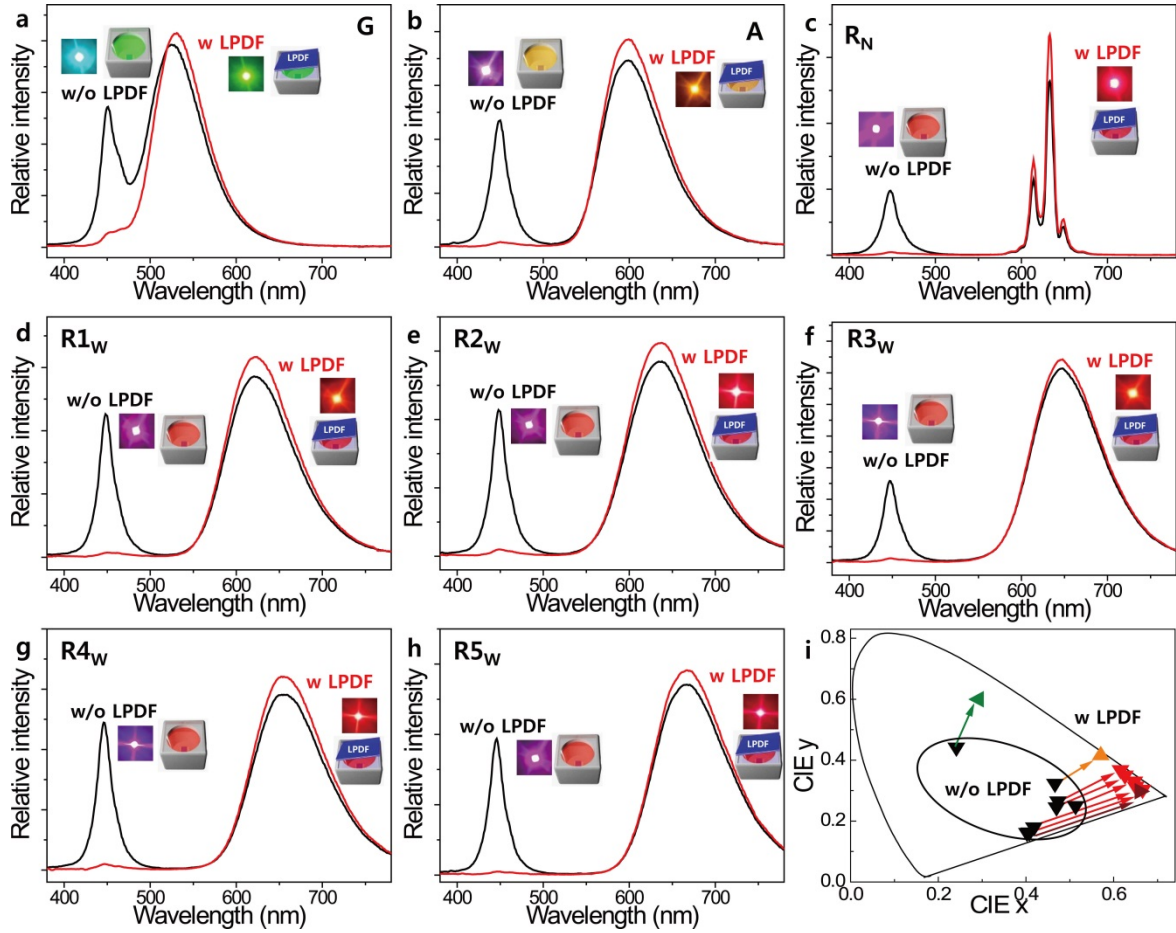 a
G
w LPDF
LPDF
w/o LPDF
Relative intensity
400 500 600 700
Wavelength (nm)
b
A
w LPDF
LPDF
w/o LPDF
Relative intensity
400 500 600 700
Wavelength (nm)
c
R_N
w LPDF
LPDF
w/o LPDF
Relative intensity
400 500 600 700
Wavelength (nm)
d
R1_W
w LPDF
w/o LPDF
LPDF
Relative intensity
400 500 600 700
Wavelength (nm)
e
R2_W
w LPDF
w/o LPDF
LPDF
Relative intensity
400 500 600 700
Wavelength (nm)
f
R3_W
w LPDF
LPDF
w/o LPDF
Relative intensity
400 500 600 700
Wavelength (nm)
g
R4_W
w LPDF
w/o LPDF
LPDF
Relative intensity
400 500 600 700
Wavelength (nm)
h
R5_W
w LPDF
w/o LPDF
LPDF
Relative intensity
400 500 600 700
Wavelength (nm)
i
0.8
0.6
0.4
0.2
0.0
CIE y
w LPDF
w/o LPDF
0.0 0.2 0.4 0.6
CIE x